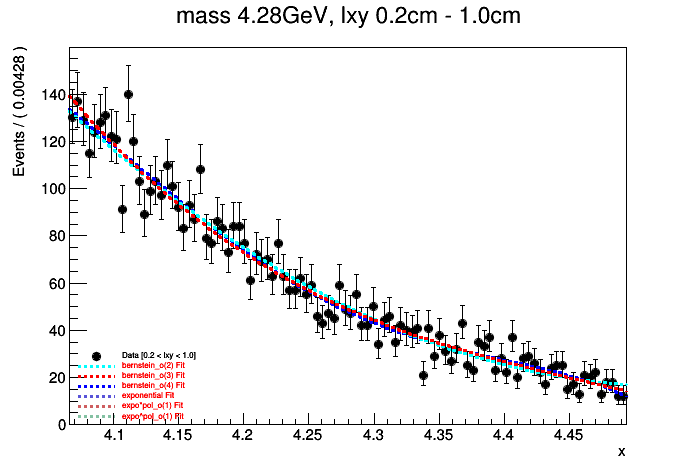 mass 4.28GeV, lxy 0.2cm - 1.0cm
Events / ( 0.00428 )
140
120
100
80
60
40
20
0
Data [0.2 < lxy < 1.0]
bernstein_o(2) Fit
bernstein_o(3) Fit
bernstein_o(4) Fit
exponential Fit
expo*pol_o(1) Fit
expo*pol_o(1) Fit
4.1 4.15 4.2 4.25 4.3 4.35 4.4 4.45
x